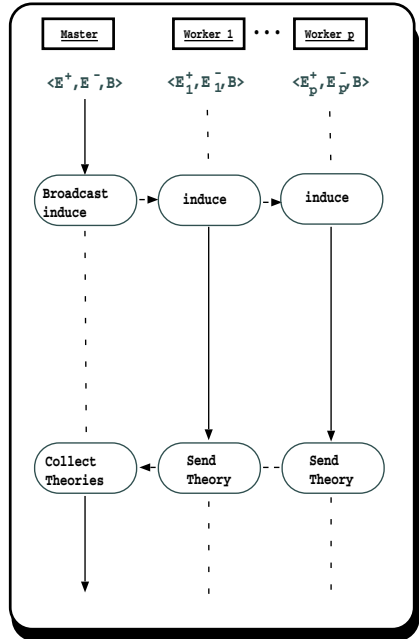 Master Worker 1 ••• Worker p
<E⁺,E⁻,B> <E₁⁺,E₁⁻,B> <Eₚ⁺,Eₚ⁻,B>
Broadcast
induce
induce
induce
Collect
Theories
Send
Theory
Send
Theory